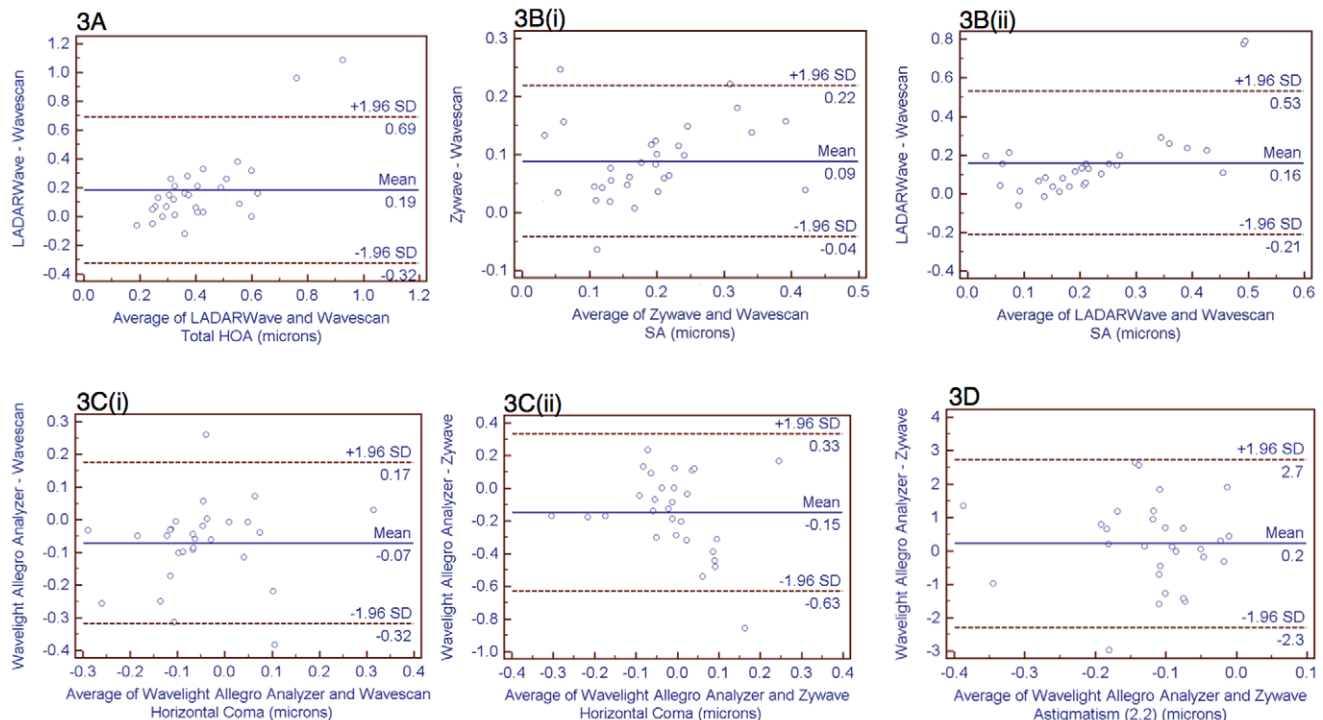 3A
LADARWave - Wavescan
1.2
1.0
0.8
0.6
0.4
0.2
0.0
-0.2
-0.4
+1.96 SD
0.69
Mean
0.19
-1.96 SD
-0.32
0.0 0.2 0.4 0.6 0.8 1.0 1.2
Average of LADARWave and Wavescan
Total HOA (microns)
3B(i)
Zywave - Wavescan
0.3
0.2
0.1
0.0
-0.1
+1.96 SD
0.22
Mean
0.09
-1.96 SD
-0.04
0.0 0.1 0.2 0.3 0.4 0.5
Average of Zywave and Wavescan
SA (microns)
3B(ii)
LADARWave - Wavescan
0.8
0.6
0.4
0.2
0.0
-0.2
-0.4
+1.96 SD
0.53
Mean
0.16
-1.96 SD
-0.21
0.0 0.1 0.2 0.3 0.4 0.5 0.6
Average of LADARWave and Wavescan
SA (microns)
3C(i)
Wavelight Allegro Analyzer - Wavescan
0.3
0.2
0.1
0.0
-0.1
-0.2
-0.3
-0.4
+1.96 SD
0.17
Mean
-0.07
-1.96 SD
-0.32
-0.3 -0.2 -0.1 0.0 0.1 0.2 0.3 0.4
Average of Wavelight Allegro Analyzer and Wavescan
Horizontal Coma (microns)
3C(ii)
Wavelight Allegro Analyzer - Zywave
0.4
0.2
0.0
-0.2
-0.4
-0.6
-0.8
-1.0
+1.96 SD
0.33
Mean
-0.15
-1.96 SD
-0.63
-0.4 -0.3 -0.2 -0.1 0.0 0.1 0.2 0.3 0.4
Average of Wavelight Allegro Analyzer and Zywave
Horizontal Coma (microns)
3D
Wavelight Allegro Analyzer - Zywave
4
3
2
1
0
-1
-2
-3
+1.96 SD
2.7
Mean
0.2
-1.96 SD
-2.3
-0.4 -0.3 -0.2 -0.1 0.0 0.1
Average of Wavelight Allegro Analyzer and Zywave
Astigmatism (2.2) (microns)